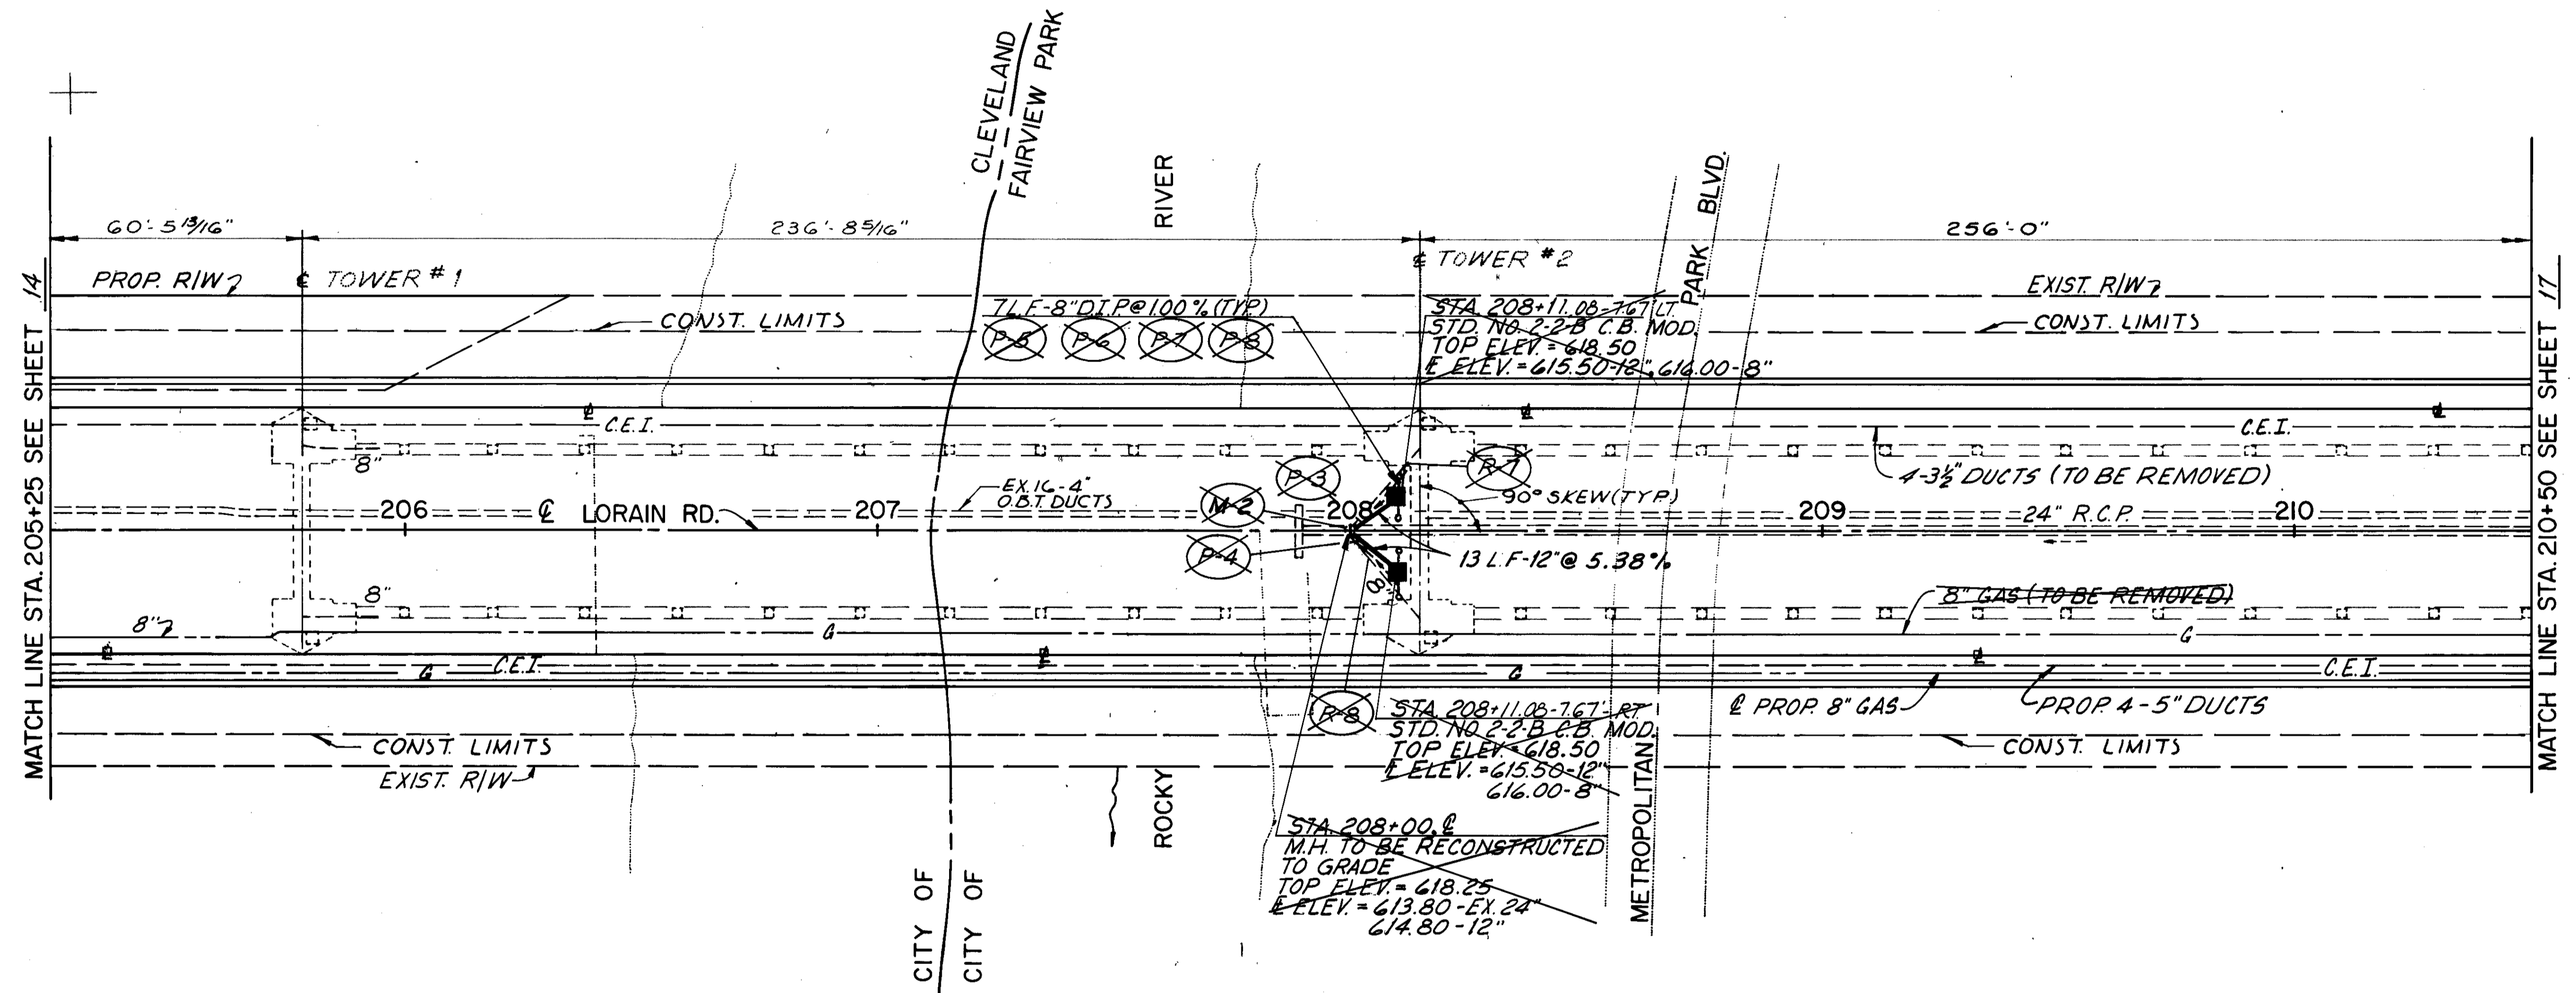 CLEVELAND
FAIRVIEW PARK
RIVER
PARK BLVD.
60'-5 13/16"
236'-8 5/16"
256'-0"
PROP. R/W
℄ TOWER #1
℄ TOWER #2
EXIST. R/W
CONST. LIMITS
7 L.F.-8" D.I.P. @ 1.00% (TYP.)
P-5 P-6 P-7 P-8
STA. 208+11.08-7.67' LT.
STD. NO. 2-2-B C.B. MOD.
TOP ELEV. = 618.50
℄ ELEV. = 615.50-12", 616.00-8"
CONST. LIMITS
MATCH LINE STA. 205+25 SEE SHEET 14
MATCH LINE STA. 210+50 SEE SHEET 17
C.E.I.
C.E.I.
8"
P-3
R-7
4-3½" DUCTS (TO BE REMOVED)
EX. 16-4"
O.B.T. DUCTS
M-2
90° SKEW (TYP.)
206
℄ LORAIN RD.
207
208
209
24" R.C.P.
210
P-4
13 L.F-12" @ 5.38%
8"
8"
8" GAS (TO BE REMOVED)
8"
G
G
C.E.I.
G
G
C.E.I.
R-8
STA. 208+11.08-7.67'-RT.
STD. NO. 2-2-B C.B. MOD.
TOP ELEV. = 618.50
℄ ELEV. = 615.50-12"
616.00-8"
℄ PROP. 8" GAS
PROP. 4-5" DUCTS
CONST. LIMITS
EXIST. R/W
CONST. LIMITS
ROCKY
METROPOLITAN
STA. 208+00, ℄
M.H. TO BE RECONSTRUCTED
TO GRADE
TOP ELEV. = 618.25
℄ ELEV. = 613.80-EX. 24"
614.80-12"
CITY OF
CITY OF